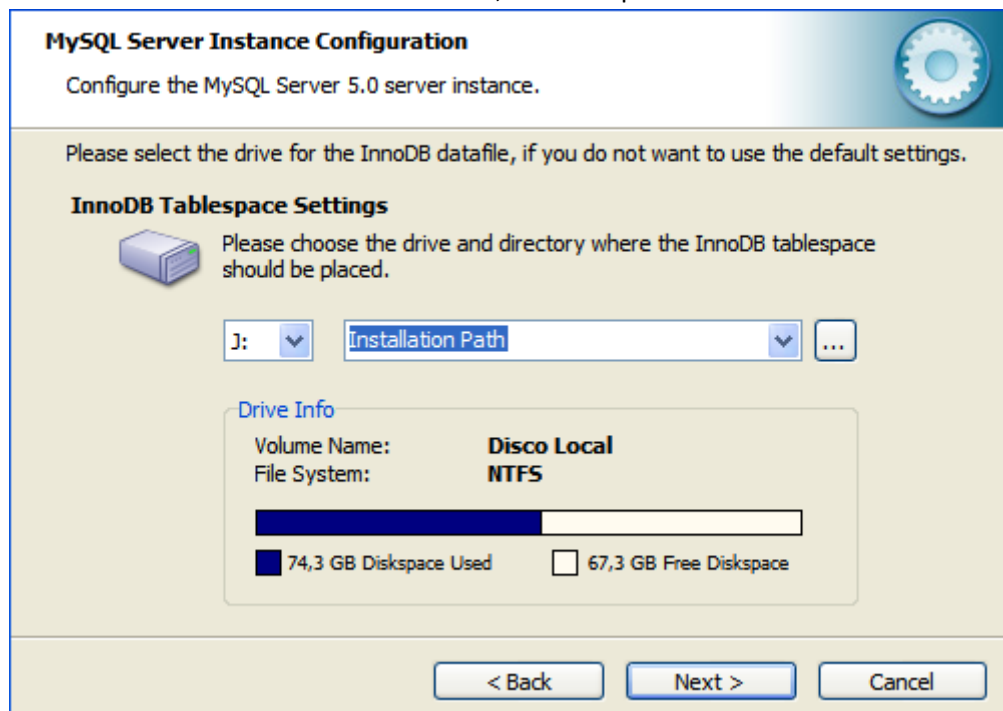 MySQL Server Instance Configuration
Configure the MySQL Server 5.0 server instance.
Please select the drive for the InnoDB datafile, if you do not want to use the default settings.
InnoDB Tablespace Settings
Please choose the drive and directory where the InnoDB tablespace
should be placed.
J: Installation Path ...
Drive Info
Volume Name: Disco Local
File System: NTFS
74,3 GB Diskspace Used 67,3 GB Free Diskspace
< Back Next > Cancel